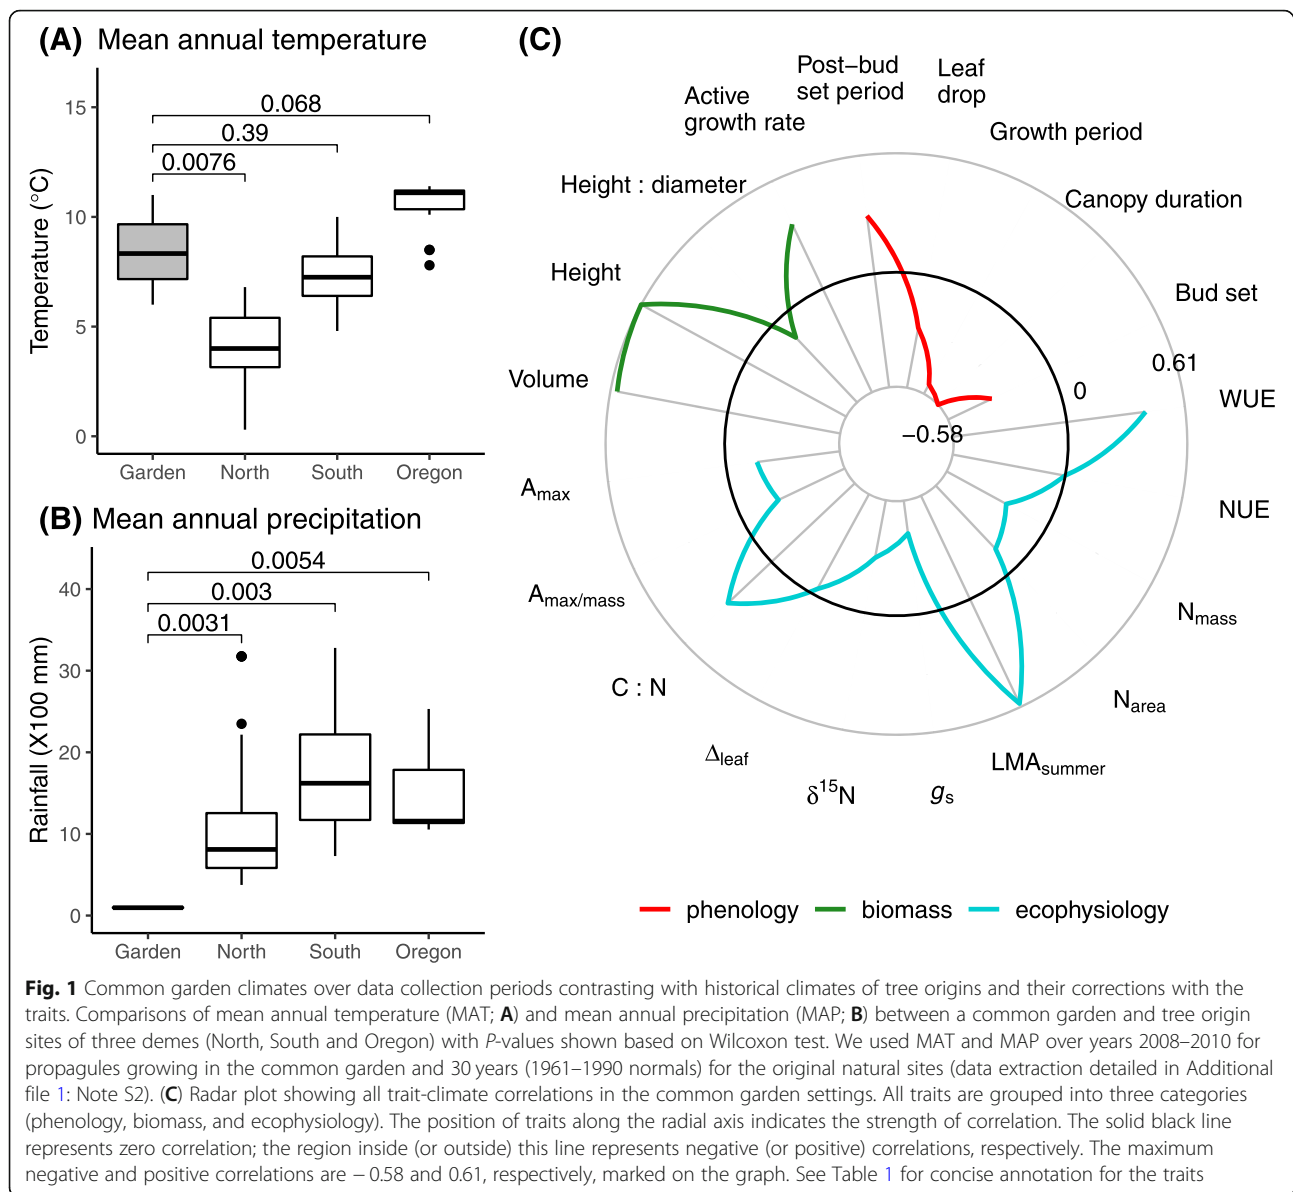 (A) Mean annual temperature
Temperature (°C)
15
10
5
0
0.068
0.39
0.0076
Garden North South Oregon
(B) Mean annual precipitation
Rainfall (X100 mm)
40
30
20
10
0
0.0054
0.003
0.0031
Garden North South Oregon
(C)
Post–bud
set period
Leaf
drop
Active
growth rate
Growth period
Height : diameter
Canopy duration
Height
Bud set
0.61
0
−0.58
Volume
WUE
Amax
NUE
Amax/mass
Nmass
C : N
Narea
Δleaf
LMAsummer
δ15N
gs
phenology biomass ecophysiology
Fig. 1 Common garden climates over data collection periods contrasting with historical climates of tree origins and their corrections with the
traits. Comparisons of mean annual temperature (MAT; A) and mean annual precipitation (MAP; B) between a common garden and tree origin
sites of three demes (North, South and Oregon) with P-values shown based on Wilcoxon test. We used MAT and MAP over years 2008–2010 for
propagules growing in the common garden and 30 years (1961–1990 normals) for the original natural sites (data extraction detailed in Additional
file 1: Note S2). (C) Radar plot showing all trait-climate correlations in the common garden settings. All traits are grouped into three categories
(phenology, biomass, and ecophysiology). The position of traits along the radial axis indicates the strength of correlation. The solid black line
represents zero correlation; the region inside (or outside) this line represents negative (or positive) correlations, respectively. The maximum
negative and positive correlations are − 0.58 and 0.61, respectively, marked on the graph. See Table 1 for concise annotation for the traits